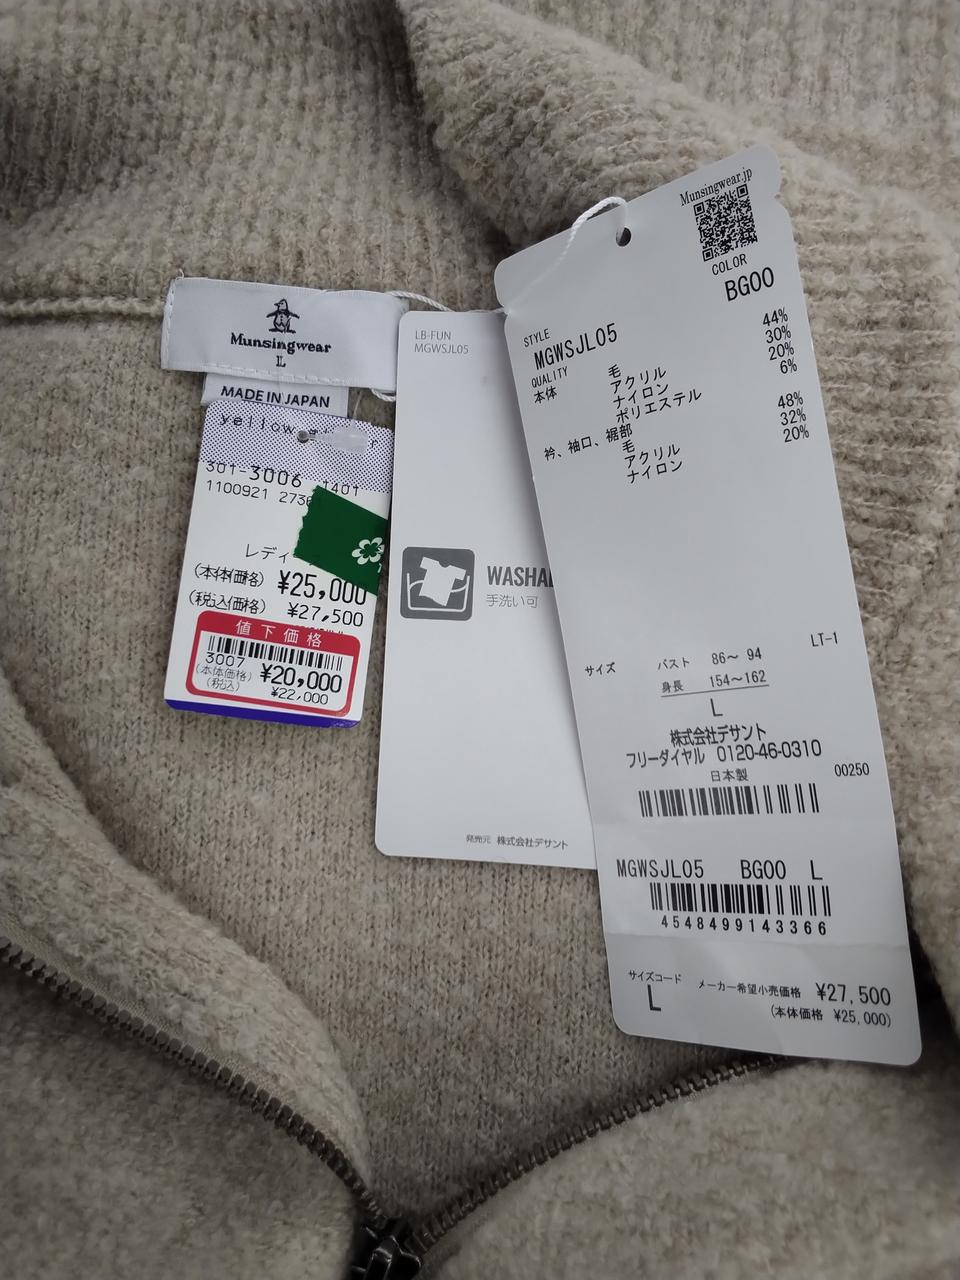 Munsingwear
L
MADE IN JAPAN
yellow
301-3006 1401
1100921
レディ
(本体価格) ¥25,000
(税込価格) ¥27,500
値下価格
3007
(本体価格) ¥20,000
(税込) ¥22,000
LB-FUN
MGWSJL05
手洗い可
発売元 株式会社デサント
Munsingwear.jp
COLOR
BG00
STYLE
MGWSJL05
QUALITY
本体 毛 44%
アクリル 30%
ナイロン 20%
ポリエステル 6%
衿、袖口、裾部
毛 48%
アクリル 32%
ナイロン 20%
LT-1
サイズ バスト 86〜 94
身長 154〜162
L
株式会社デサント
フリーダイヤル 0120-46-0310
日本製
00250
MGWSJL05 BG00 L
4548499143366
サイズコード
L
メーカー希望小売価格 ¥27,500
(本体価格 ¥25,000)